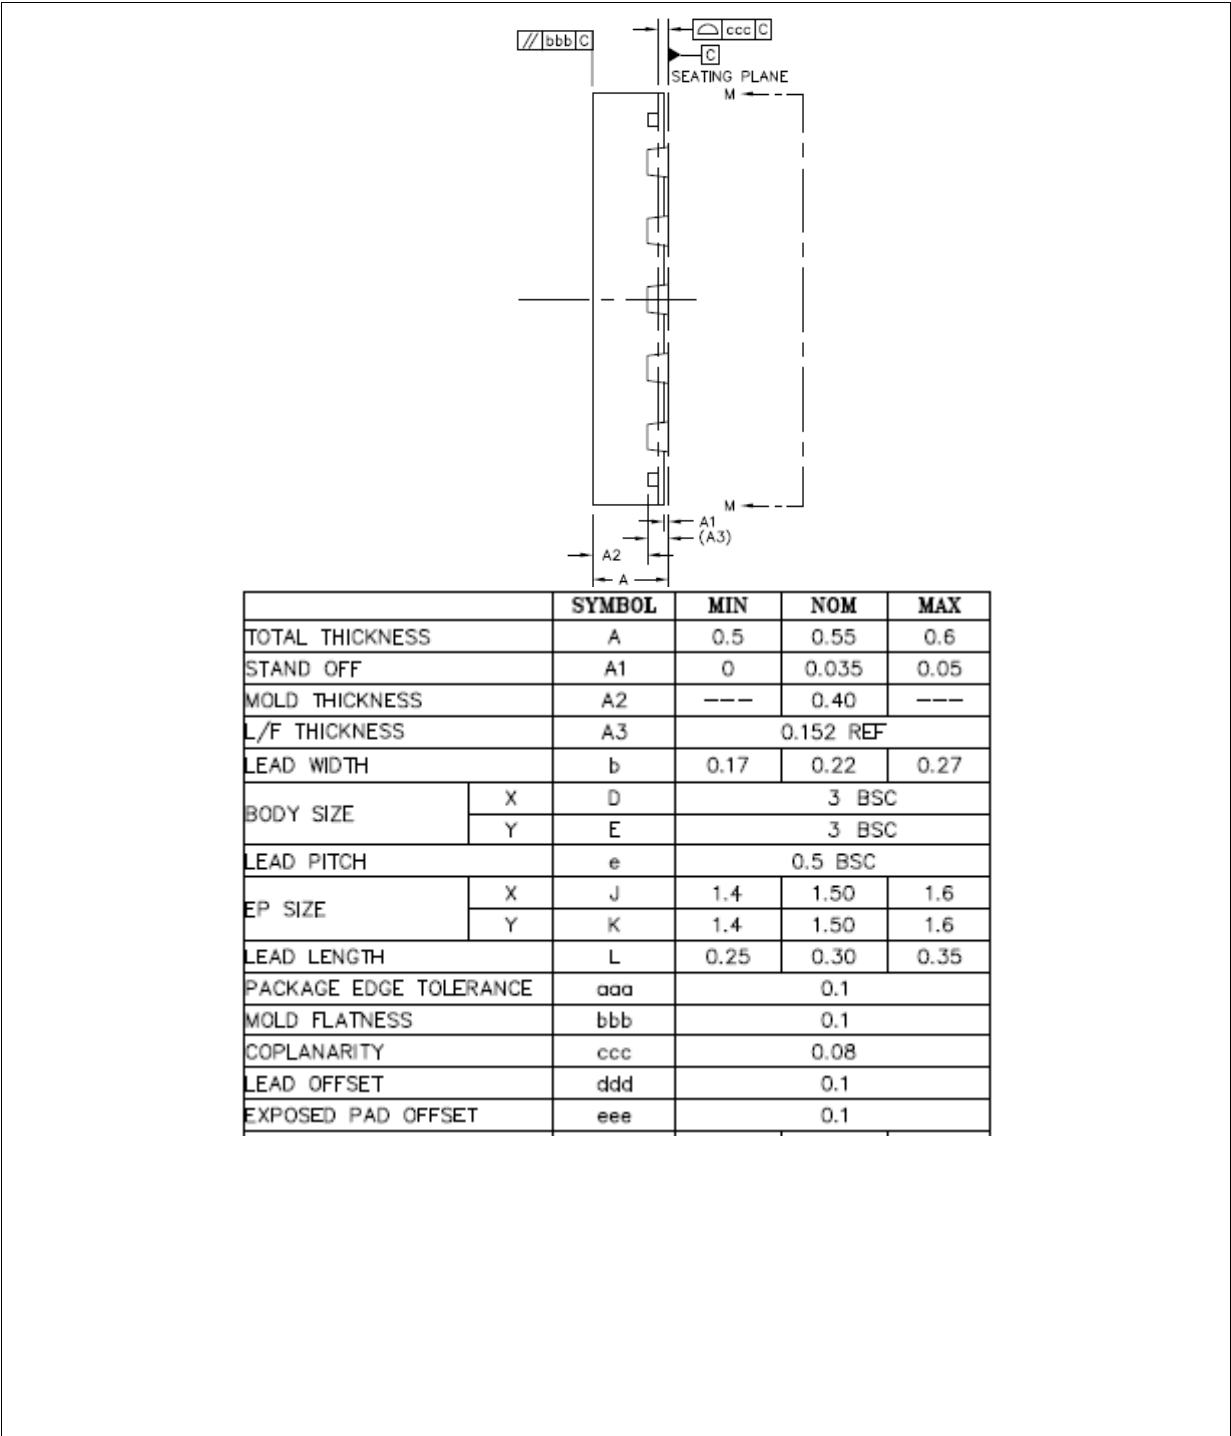 ccc C
// bbb C
C
SEATING PLANE
M
M
A1
(A3)
A2
A
SYMBOL MIN NOM MAX
TOTAL THICKNESS A 0.5 0.55 0.6
STAND OFF A1 0 0.035 0.05
MOLD THICKNESS A2 --- 0.40 ---
L/F THICKNESS A3 0.152 REF
LEAD WIDTH b 0.17 0.22 0.27
BODY SIZE X D 3 BSC
Y E 3 BSC
LEAD PITCH e 0.5 BSC
EP SIZE X J 1.4 1.50 1.6
Y K 1.4 1.50 1.6
LEAD LENGTH L 0.25 0.30 0.35
PACKAGE EDGE TOLERANCE aaa 0.1
MOLD FLATNESS bbb 0.1
COPLANARITY ccc 0.08
LEAD OFFSET ddd 0.1
EXPOSED PAD OFFSET eee 0.1